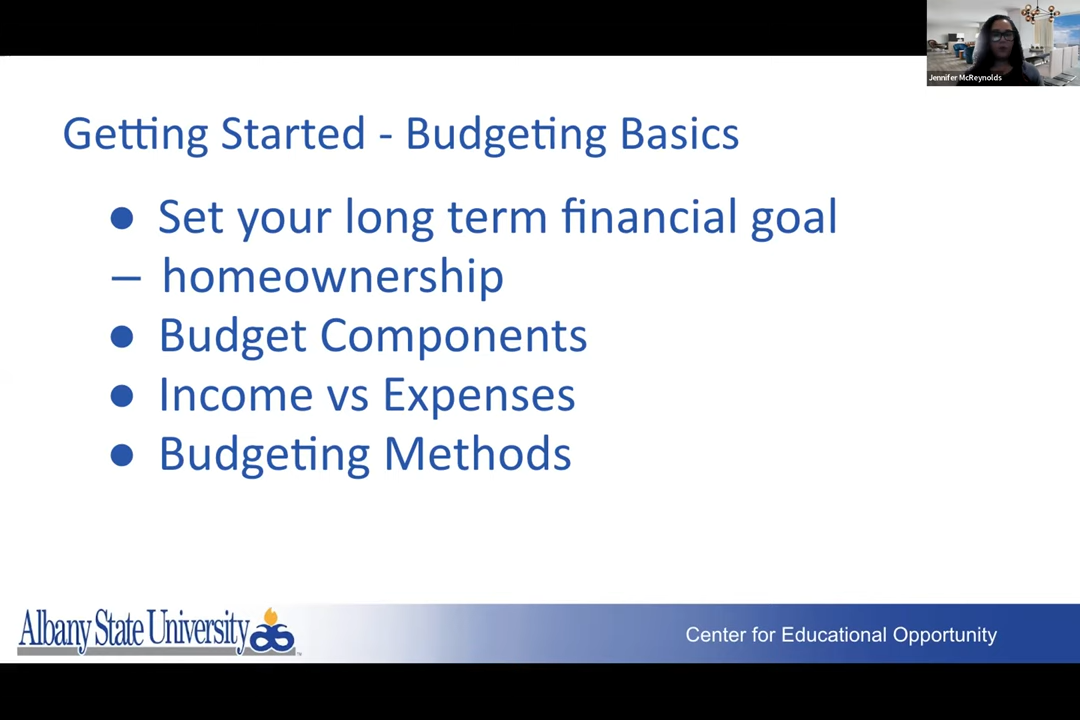 Jennifer McReynolds
Getting Started - Budgeting Basics
● Set your long term financial goal
– homeownership
● Budget Components
● Income vs Expenses
● Budgeting Methods
Albany State University
Center for Educational Opportunity